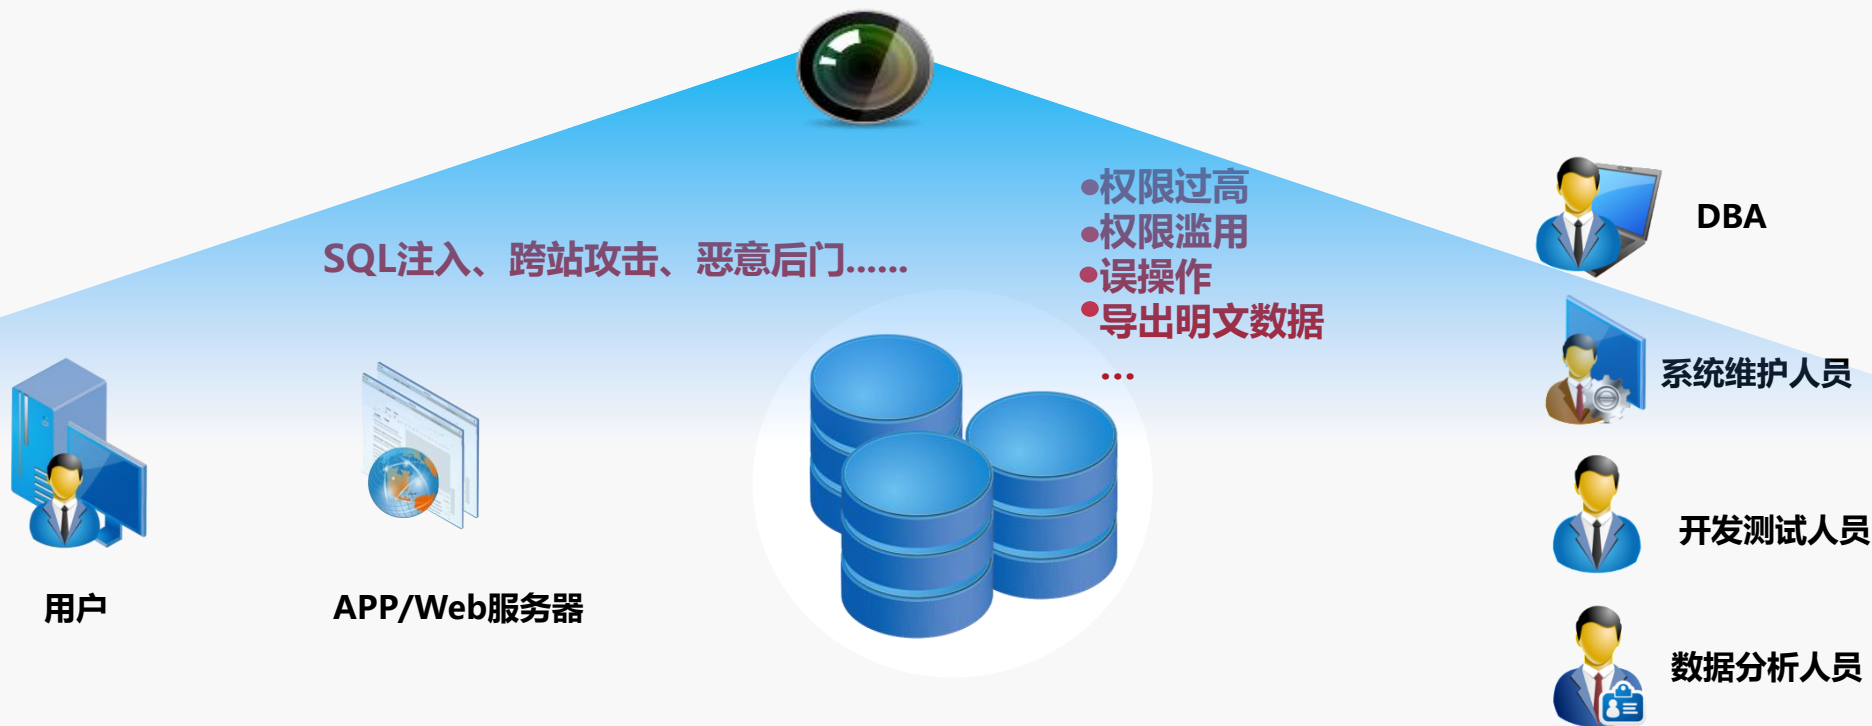 •权限过高
•权限滥用
•误操作
•导出明文数据
…
SQL注入、跨站攻击、恶意后门......
DBA
系统维护人员
开发测试人员
数据分析人员
用户
APP/Web服务器